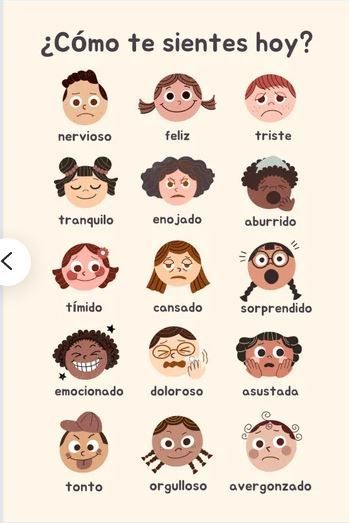 ¿Cómo te sientes hoy?
nervioso feliz triste
tranquilo enojado aburrido
tímido cansado sorprendido
emocionado doloroso asustada
tonto orgulloso avergonzado